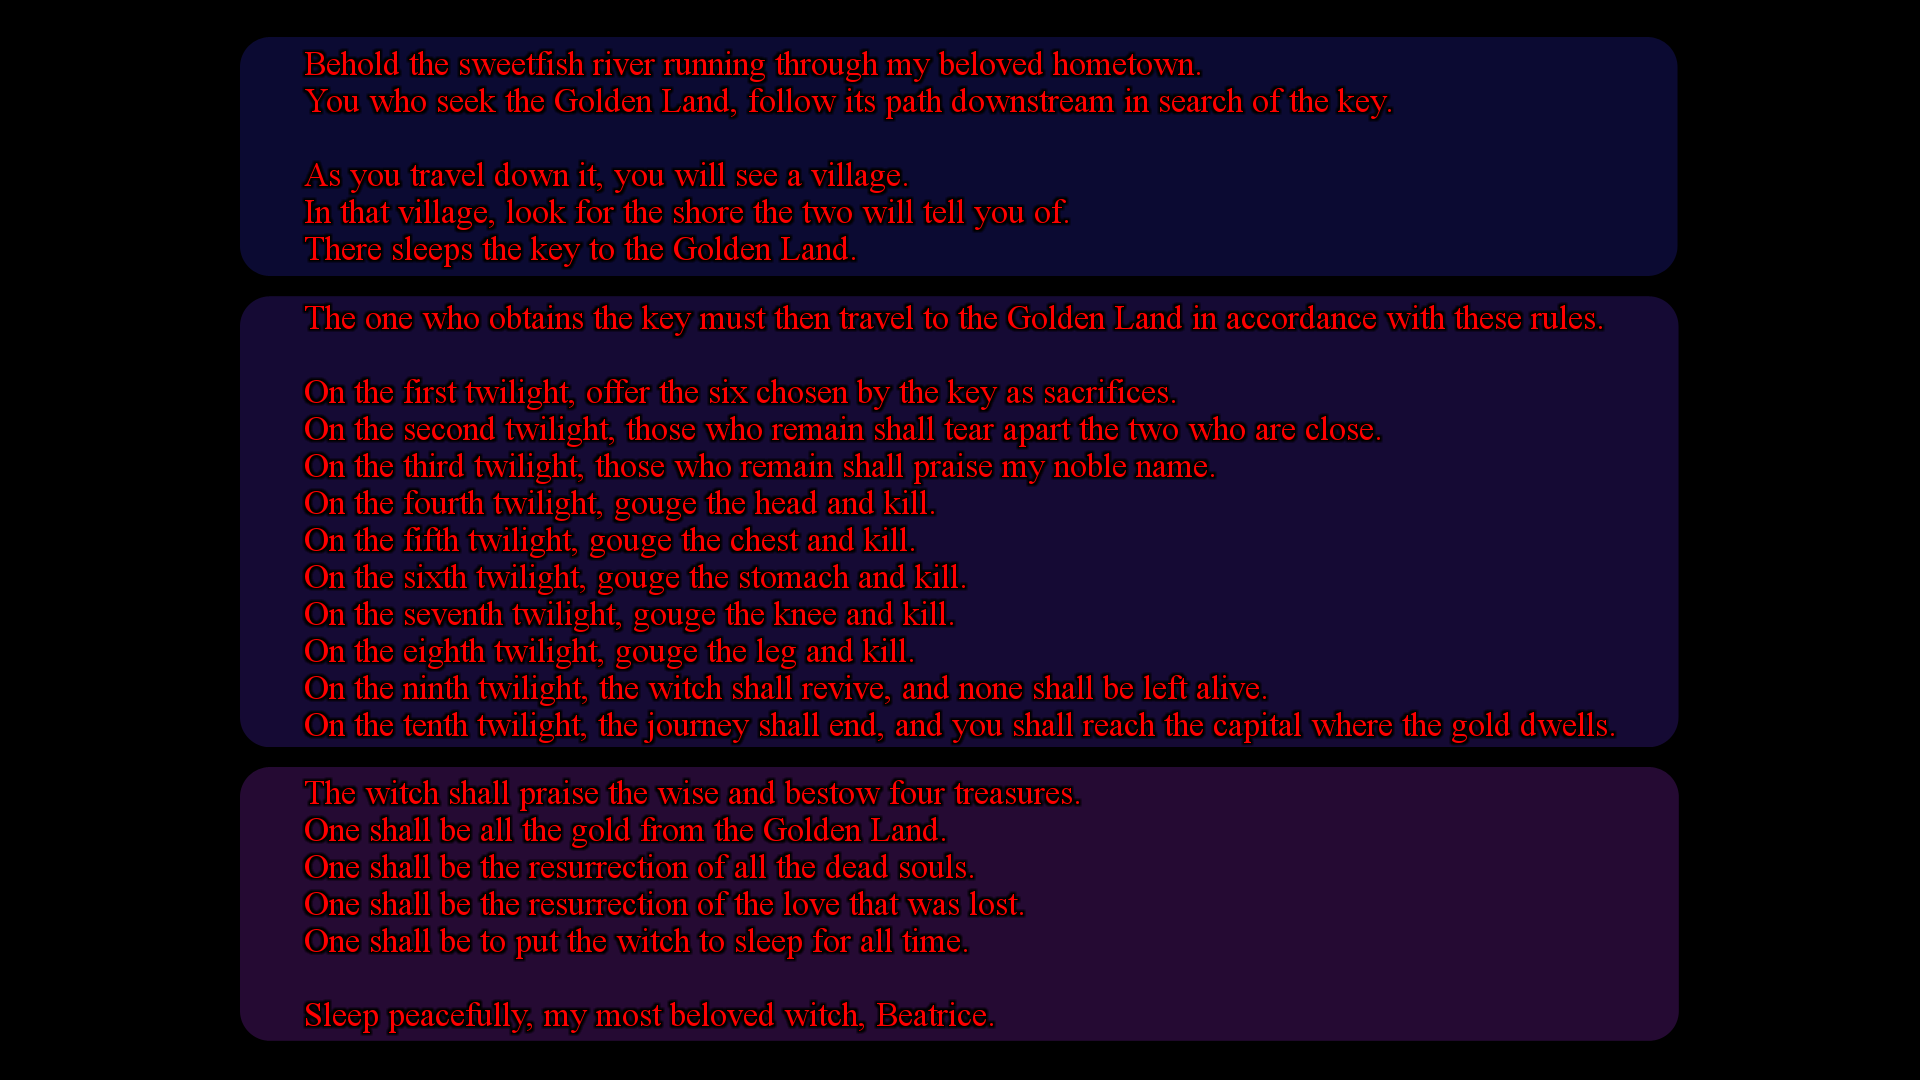 Behold the sweetfish river running through my beloved hometown.
You who seek the Golden Land, follow its path downstream in search of the key.
As you travel down it, you will see a village.
In that village, look for the shore the two will tell you of.
There sleeps the key to the Golden Land.
The one who obtains the key must then travel to the Golden Land in accordance with these rules.
On the first twilight, offer the six chosen by the key as sacrifices.
On the second twilight, those who remain shall tear apart the two who are close.
On the third twilight, those who remain shall praise my noble name.
On the fourth twilight, gouge the head and kill.
On the fifth twilight, gouge the chest and kill.
On the sixth twilight, gouge the stomach and kill.
On the seventh twilight, gouge the knee and kill.
On the eighth twilight, gouge the leg and kill.
On the ninth twilight, the witch shall revive, and none shall be left alive.
On the tenth twilight, the journey shall end, and you shall reach the capital where the gold dwells.
The witch shall praise the wise and bestow four treasures.
One shall be all the gold from the Golden Land.
One shall be the resurrection of all the dead souls.
One shall be the resurrection of the love that was lost.
One shall be to put the witch to sleep for all time.
Sleep peacefully, my most beloved witch, Beatrice.